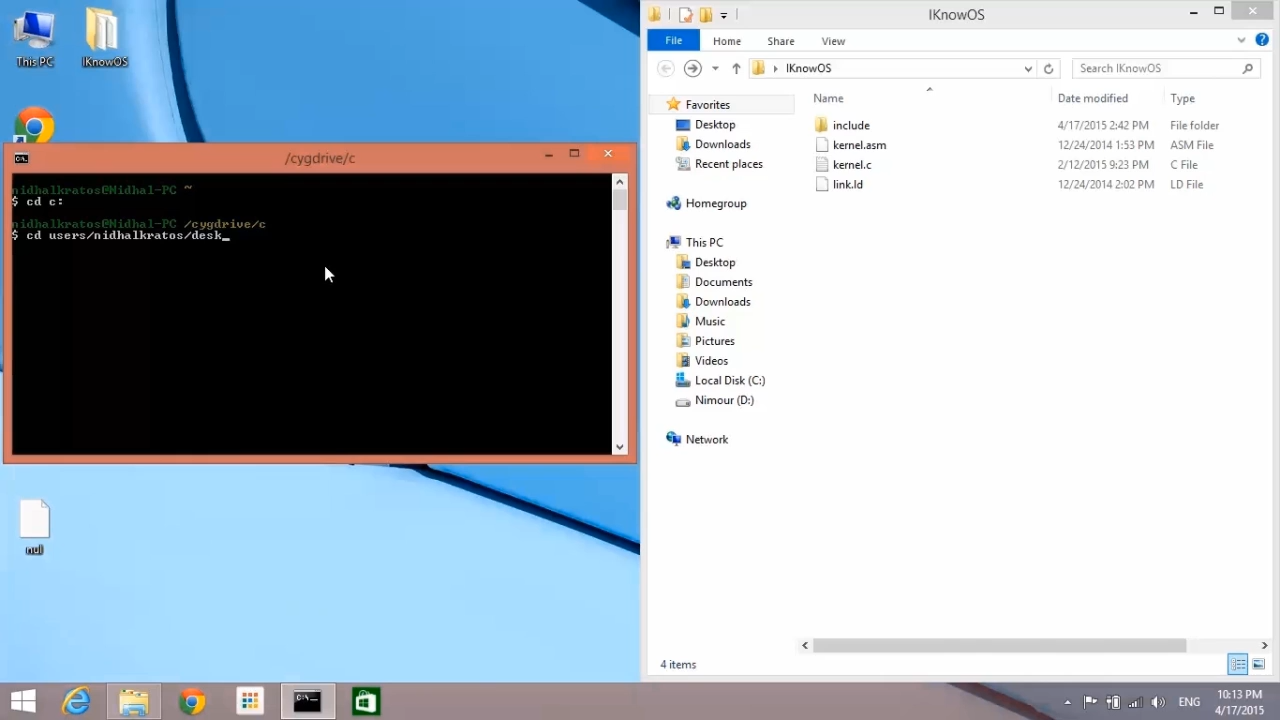 This PC
IKnowOS
/cygdrive/c
nidhalkratos@Nidhal-PC ~
$ cd c:
nidhalkratos@Nidhal-PC /cygdrive/c
$ cd users/nidhalkratos/desk_
null
IKnowOS
File Home Share View
IKnowOS
Search IKnowOS
Name Date modified Type
include 4/17/2015 2:42 PM File folder
kernel.asm 12/24/2014 1:53 PM ASM File
kernel.c 2/12/2015 9:23 PM C File
link.ld 12/24/2014 2:02 PM LD File
Favorites
Desktop
Downloads
Recent places
Homegroup
This PC
Desktop
Documents
Downloads
Music
Pictures
Videos
Local Disk (C:)
Nimour (D:)
Network
4 items
ENG
10:13 PM
4/17/2015